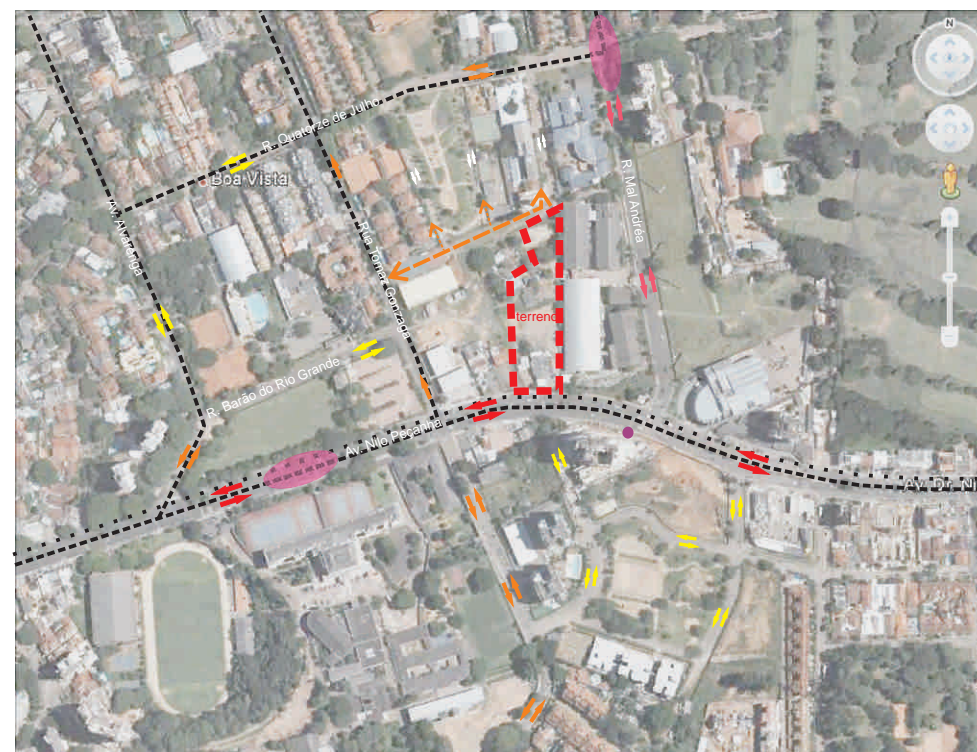 N
R. Quatorze de Julho
Boa Vista
R. Mal Andréa
Av. Alvarenga
Rua Tomaz Gonzaga
terreno
R. Barão do Rio Grande
Av. Nilo Peçanha
Av. Dr. Ni